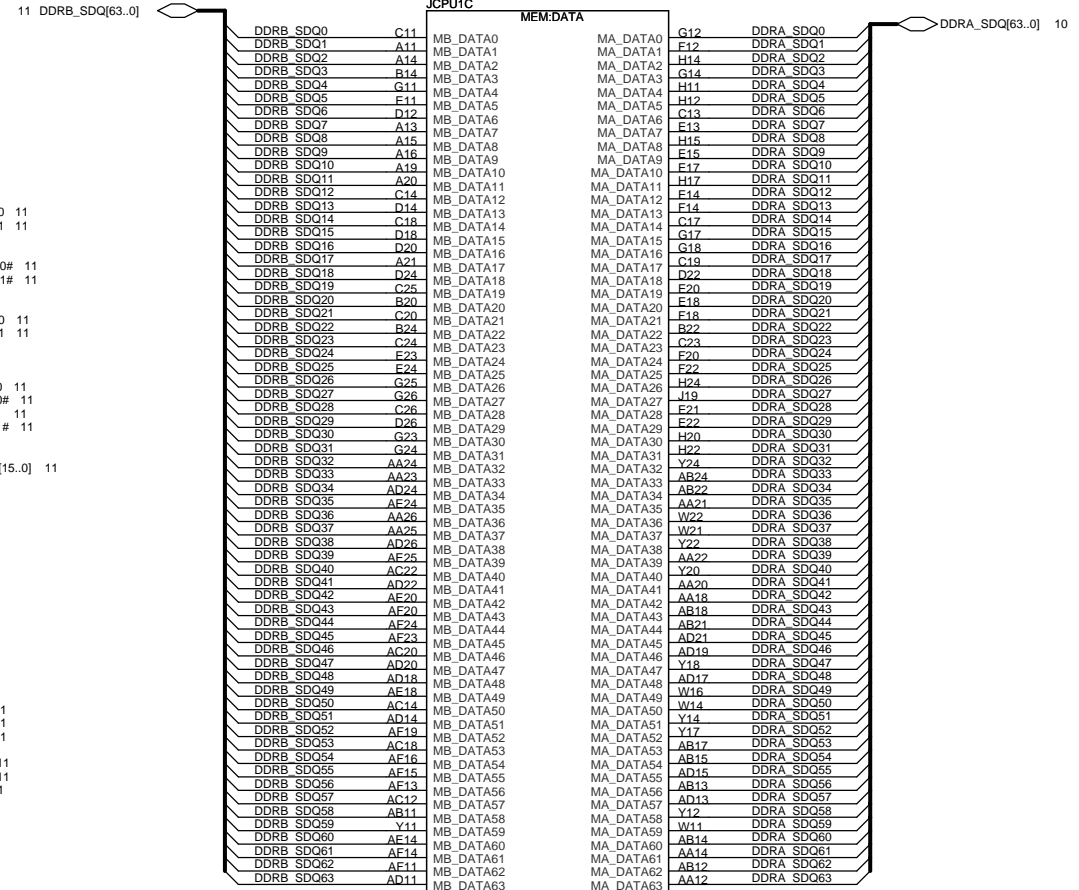 11 DDRB_SDQ[63..0]
JCPU1C
MEM:DATA
DDRA_SDQ[63..0] 10
DDRB_SDQ0 C11 MB_DATA0 MA_DATA0 G12 DDRA_SDQ0
DDRB_SDQ1 A11 MB_DATA1 MA_DATA1 F12 DDRA_SDQ1
DDRB_SDQ2 A14 MB_DATA2 MA_DATA2 H14 DDRA_SDQ2
DDRB_SDQ3 B14 MB_DATA3 MA_DATA3 G14 DDRA_SDQ3
DDRB_SDQ4 G11 MB_DATA4 MA_DATA4 H11 DDRA_SDQ4
DDRB_SDQ5 E11 MB_DATA5 MA_DATA5 H12 DDRA_SDQ5
DDRB_SDQ6 D12 MB_DATA6 MA_DATA6 C13 DDRA_SDQ6
DDRB_SDQ7 A13 MB_DATA7 MA_DATA7 E13 DDRA_SDQ7
DDRB_SDQ8 A15 MB_DATA8 MA_DATA8 H15 DDRA_SDQ8
DDRB_SDQ9 A16 MB_DATA9 MA_DATA9 E15 DDRA_SDQ9
DDRB_SDQ10 A19 MB_DATA10 MA_DATA10 E17 DDRA_SDQ10
DDRB_SDQ11 A20 MB_DATA11 MA_DATA11 H17 DDRA_SDQ11
DDRB_SDQ12 C14 MB_DATA12 MA_DATA12 E14 DDRA_SDQ12
DDRB_SDQ13 D14 MB_DATA13 MA_DATA13 F14 DDRA_SDQ13
DDRB_SDQ14 C18 MB_DATA14 MA_DATA14 C17 DDRA_SDQ14
DDRB_SDQ15 D18 MB_DATA15 MA_DATA15 G17 DDRA_SDQ15
DDRB_SDQ16 D20 MB_DATA16 MA_DATA16 G18 DDRA_SDQ16
DDRB_SDQ17 A21 MB_DATA17 MA_DATA17 C19 DDRA_SDQ17
DDRB_SDQ18 D24 MB_DATA18 MA_DATA18 D22 DDRA_SDQ18
DDRB_SDQ19 C25 MB_DATA19 MA_DATA19 E20 DDRA_SDQ19
DDRB_SDQ20 B20 MB_DATA20 MA_DATA20 E18 DDRA_SDQ20
DDRB_SDQ21 C20 MB_DATA21 MA_DATA21 F18 DDRA_SDQ21
DDRB_SDQ22 B24 MB_DATA22 MA_DATA22 B22 DDRA_SDQ22
DDRB_SDQ23 C24 MB_DATA23 MA_DATA23 C23 DDRA_SDQ23
DDRB_SDQ24 E23 MB_DATA24 MA_DATA24 F20 DDRA_SDQ24
DDRB_SDQ25 E24 MB_DATA25 MA_DATA25 F22 DDRA_SDQ25
DDRB_SDQ26 G25 MB_DATA26 MA_DATA26 H24 DDRA_SDQ26
DDRB_SDQ27 G26 MB_DATA27 MA_DATA27 J19 DDRA_SDQ27
DDRB_SDQ28 C26 MB_DATA28 MA_DATA28 E21 DDRA_SDQ28
DDRB_SDQ29 D26 MB_DATA29 MA_DATA29 E22 DDRA_SDQ29
DDRB_SDQ30 G23 MB_DATA30 MA_DATA30 H20 DDRA_SDQ30
DDRB_SDQ31 G24 MB_DATA31 MA_DATA31 H22 DDRA_SDQ31
DDRB_SDQ32 AA24 MB_DATA32 MA_DATA32 Y24 DDRA_SDQ32
DDRB_SDQ33 AA23 MB_DATA33 MA_DATA33 AB24 DDRA_SDQ33
DDRB_SDQ34 AD24 MB_DATA34 MA_DATA34 AB22 DDRA_SDQ34
DDRB_SDQ35 AE24 MB_DATA35 MA_DATA35 AA21 DDRA_SDQ35
DDRB_SDQ36 AA26 MB_DATA36 MA_DATA36 W22 DDRA_SDQ36
DDRB_SDQ37 AA25 MB_DATA37 MA_DATA37 W21 DDRA_SDQ37
DDRB_SDQ38 AD26 MB_DATA38 MA_DATA38 Y22 DDRA_SDQ38
DDRB_SDQ39 AE25 MB_DATA39 MA_DATA39 AA22 DDRA_SDQ39
DDRB_SDQ40 AC22 MB_DATA40 MA_DATA40 Y20 DDRA_SDQ40
DDRB_SDQ41 AD22 MB_DATA41 MA_DATA41 AA20 DDRA_SDQ41
DDRB_SDQ42 AE20 MB_DATA42 MA_DATA42 AA18 DDRA_SDQ42
DDRB_SDQ43 AF20 MB_DATA43 MA_DATA43 AB18 DDRA_SDQ43
DDRB_SDQ44 AF24 MB_DATA44 MA_DATA44 AB21 DDRA_SDQ44
DDRB_SDQ45 AF23 MB_DATA45 MA_DATA45 AD21 DDRA_SDQ45
DDRB_SDQ46 AC20 MB_DATA46 MA_DATA46 AD19 DDRA_SDQ46
DDRB_SDQ47 AD20 MB_DATA47 MA_DATA47 Y18 DDRA_SDQ47
DDRB_SDQ48 AD18 MB_DATA48 MA_DATA48 AD17 DDRA_SDQ48
DDRB_SDQ49 AE18 MB_DATA49 MA_DATA49 W16 DDRA_SDQ49
DDRB_SDQ50 AC14 MB_DATA50 MA_DATA50 W14 DDRA_SDQ50
DDRB_SDQ51 AD14 MB_DATA51 MA_DATA51 Y14 DDRA_SDQ51
DDRB_SDQ52 AF19 MB_DATA52 MA_DATA52 Y17 DDRA_SDQ52
DDRB_SDQ53 AC18 MB_DATA53 MA_DATA53 AB17 DDRA_SDQ53
DDRB_SDQ54 AF16 MB_DATA54 MA_DATA54 AB15 DDRA_SDQ54
DDRB_SDQ55 AF15 MB_DATA55 MA_DATA55 AD15 DDRA_SDQ55
DDRB_SDQ56 AF13 MB_DATA56 MA_DATA56 AB13 DDRA_SDQ56
DDRB_SDQ57 AC12 MB_DATA57 MA_DATA57 AD13 DDRA_SDQ57
DDRB_SDQ58 AB11 MB_DATA58 MA_DATA58 Y12 DDRA_SDQ58
DDRB_SDQ59 Y11 MB_DATA59 MA_DATA59 W11 DDRA_SDQ59
DDRB_SDQ60 AE14 MB_DATA60 MA_DATA60 AB14 DDRA_SDQ60
DDRB_SDQ61 AF14 MB_DATA61 MA_DATA61 AA14 DDRA_SDQ61
DDRB_SDQ62 AF11 MB_DATA62 MA_DATA62 AB12 DDRA_SDQ62
DDRB_SDQ63 AD11 MB_DATA63 MA_DATA63 AA12 DDRA_SDQ63
11
11
0# 11
1# 11
11
11
11
# 11
11
# 11
[15..0] 11